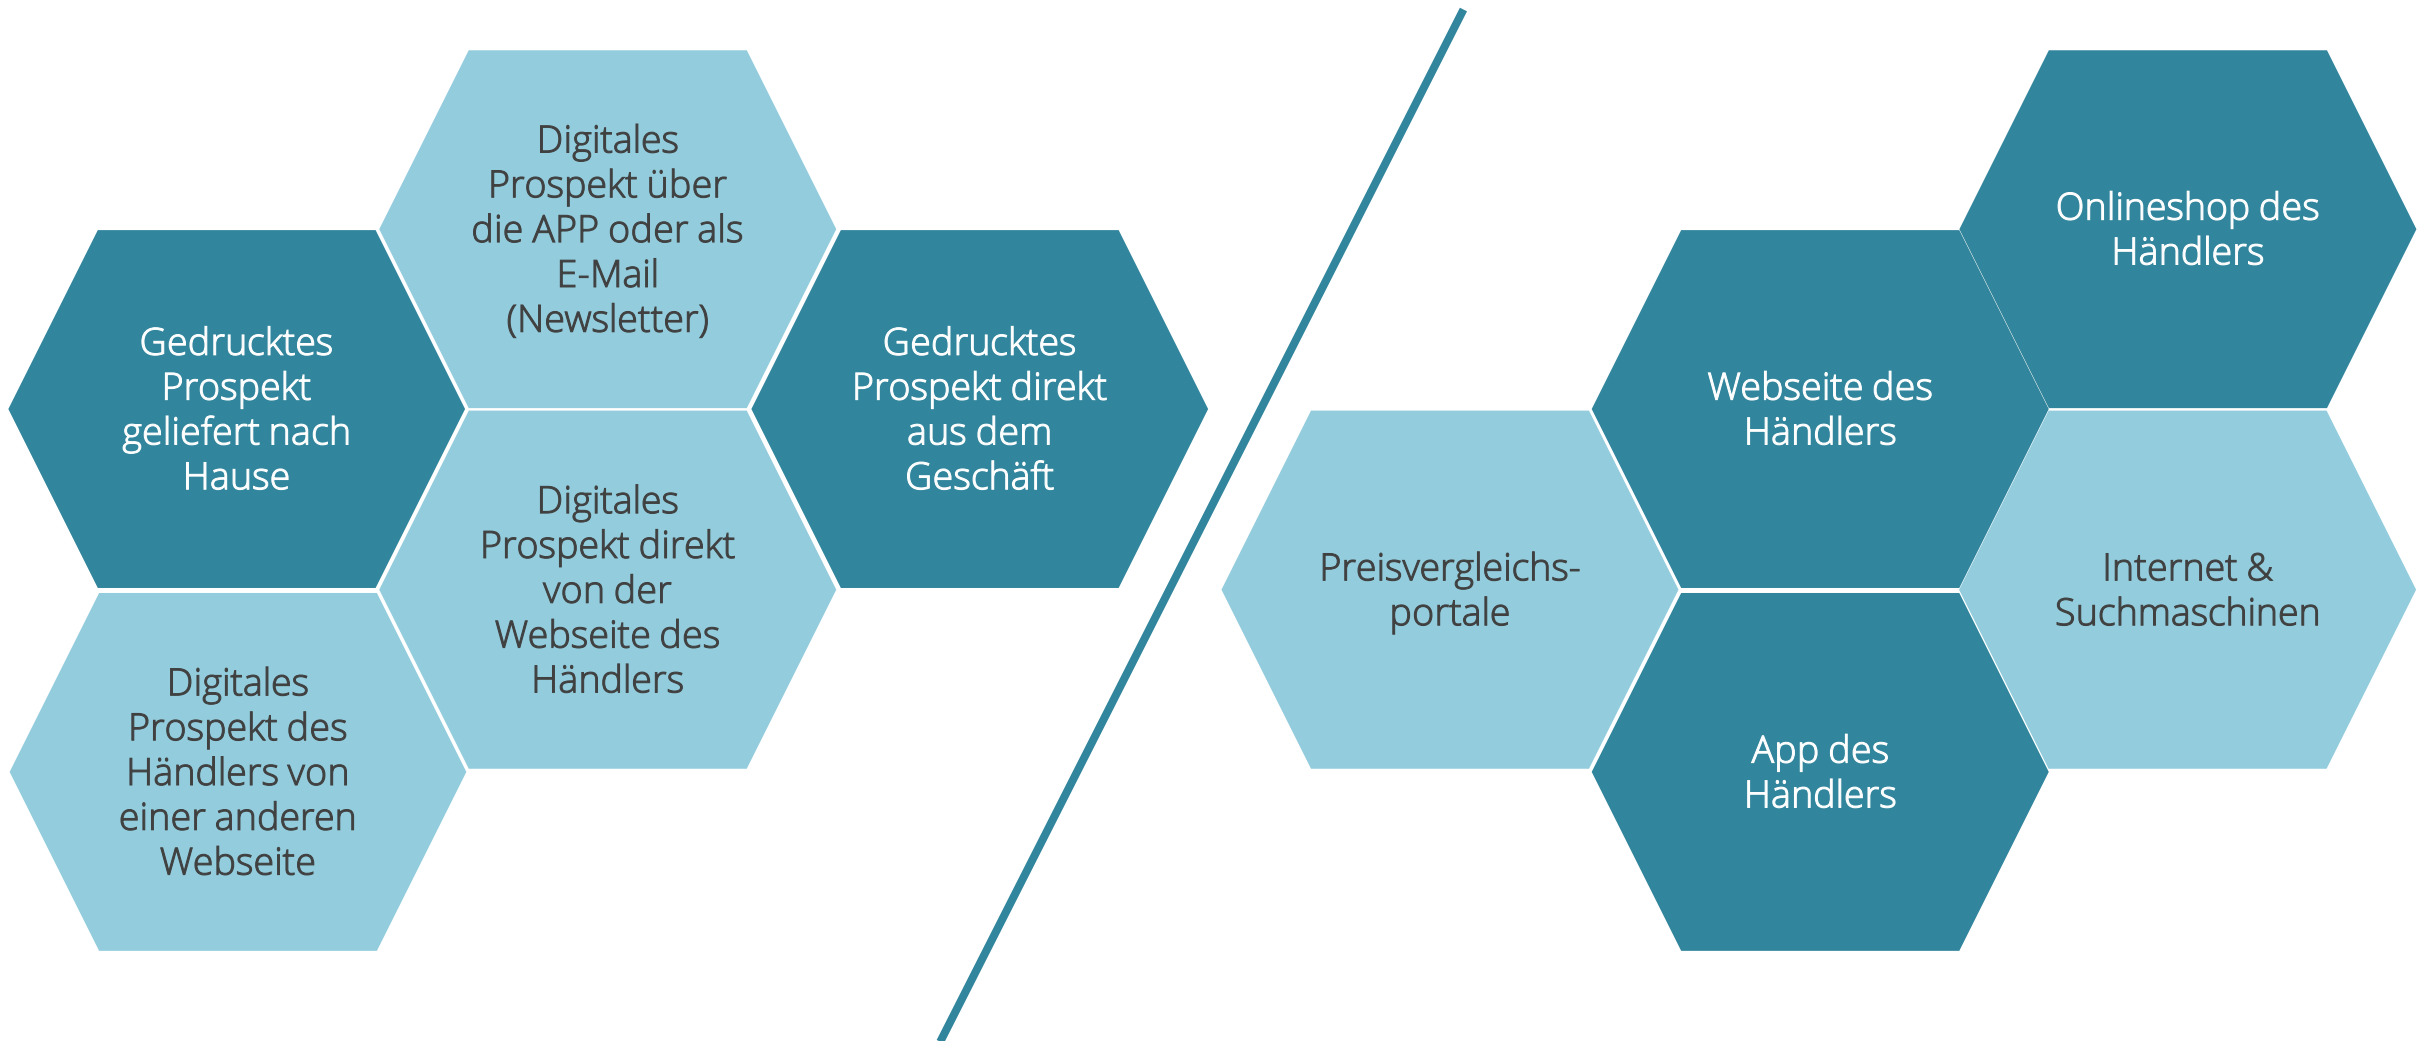 Digitales
Prospekt über
die APP oder als
E-Mail
(Newsletter)
Gedrucktes
Prospekt
geliefert nach
Hause
Gedrucktes
Prospekt direkt
aus dem
Geschäft
Digitales
Prospekt direkt
von der
Webseite des
Händlers
Digitales
Prospekt des
Händlers von
einer anderen
Webseite
Onlineshop des
Händlers
Webseite des
Händlers
Preisvergleichs-
portale
Internet &
Suchmaschinen
App des
Händlers